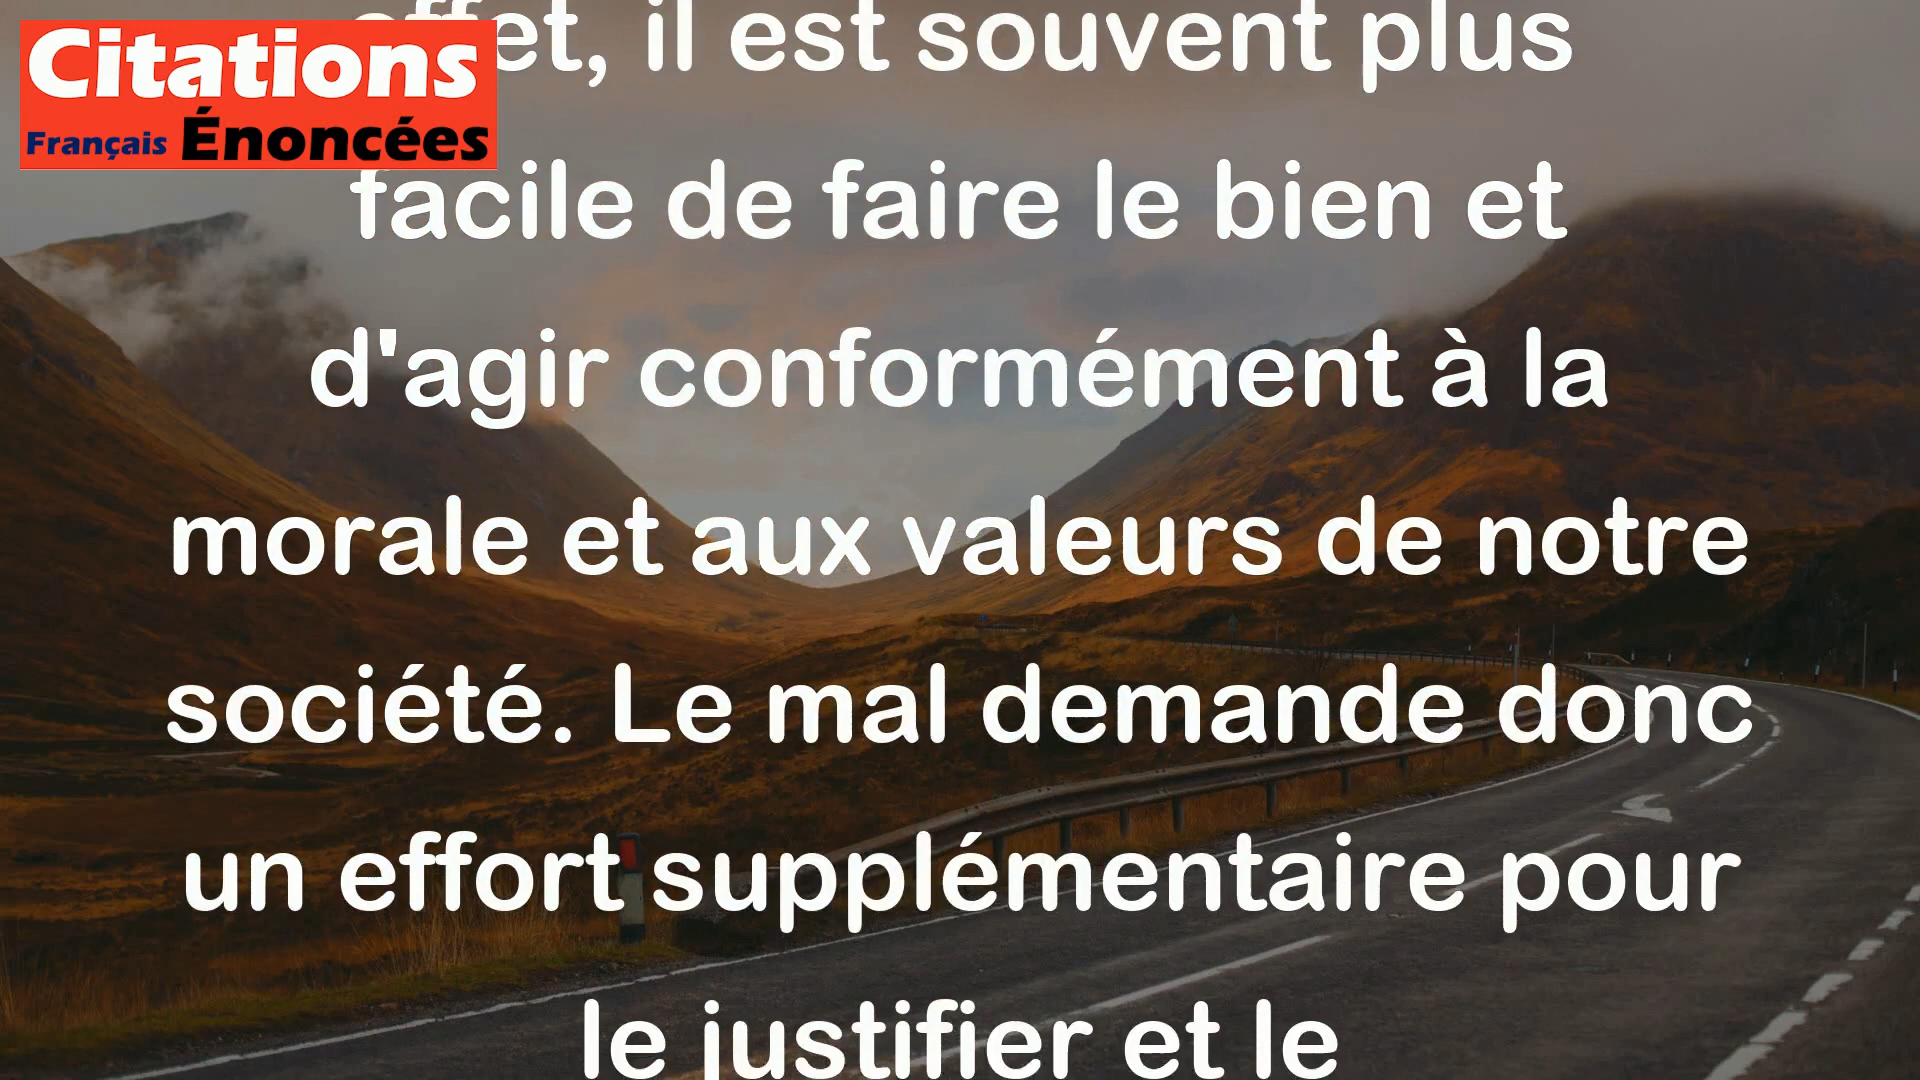 Citations
Français Énoncées
effet, il est souvent plus
facile de faire le bien et
d'agir conformément à la
morale et aux valeurs de notre
société. Le mal demande donc
un effort supplémentaire pour
le justifier et le